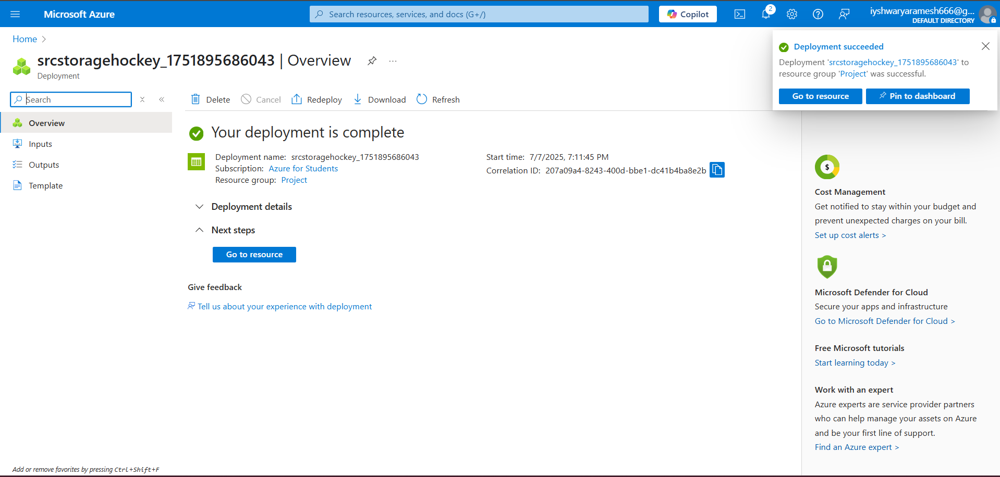 Microsoft Azure
Search resources, services, and docs (G+/)
Copilot
2
iyshwaryaramesh666@g...
DEFAULT DIRECTORY
Home
srcstoragehockey_1751895686043 | Overview
...
Deployment
Deployment succeeded
Deployment 'srcstoragehockey_1751895686043' to
resource group 'Project' was successful.
Go to resource
Pin to dashboard
Search
Delete
Cancel
Redeploy
Download
Refresh
Overview
Inputs
Outputs
Template
Your deployment is complete
Deployment name: srcstoragehockey_1751895686043
Subscription: Azure for Students
Resource group: Project
Start time: 7/7/2025, 7:11:45 PM
Correlation ID: 207a09a4-8243-400d-bbe1-dc41b4ba8e2b
Deployment details
Next steps
Go to resource
Give feedback
Tell us about your experience with deployment
$
Cost Management
Get notified to stay within your budget and
prevent unexpected charges on your bill.
Set up cost alerts >
Microsoft Defender for Cloud
Secure your apps and infrastructure
Go to Microsoft Defender for Cloud >
Free Microsoft tutorials
Start learning today >
Work with an expert
Azure experts are service provider partners
who can help manage your assets on Azure
and be your first line of support.
Find an Azure expert >
Add or remove favorites by pressing Ctrl+Shift+F